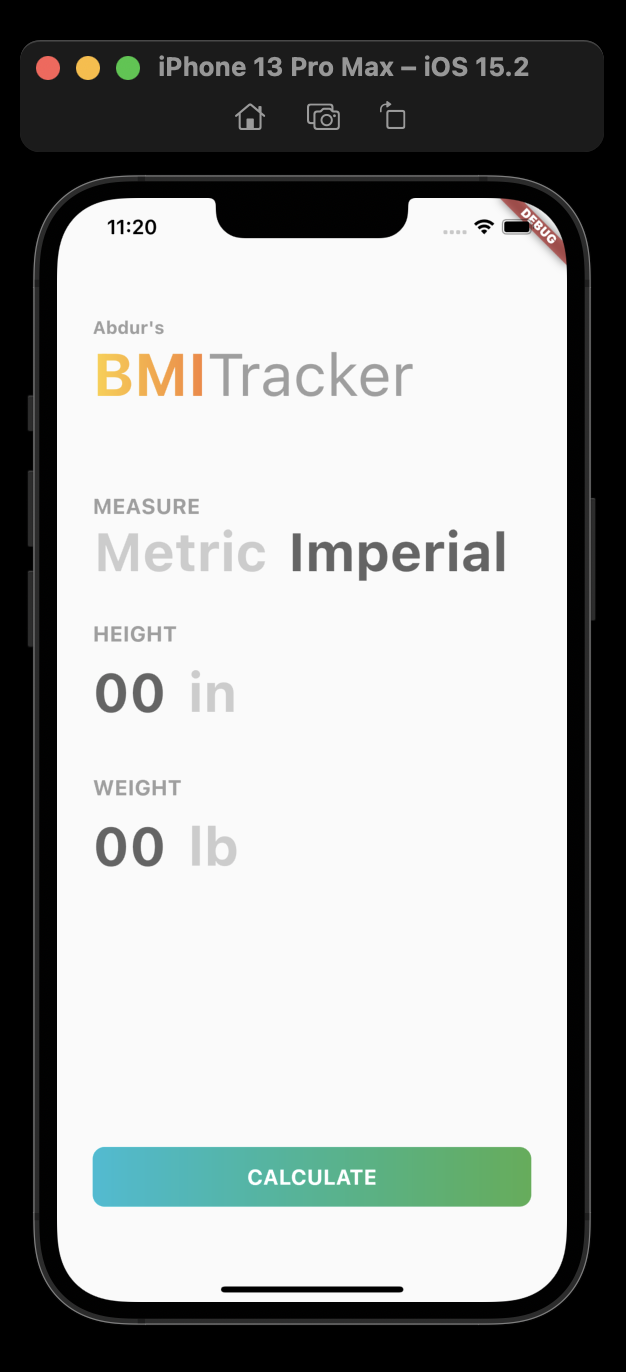 iPhone 13 Pro Max – iOS 15.2
11:20
DEBUG
Abdur's
BMITracker
MEASURE
Metric Imperial
HEIGHT
00 in
WEIGHT
00 lb
CALCULATE